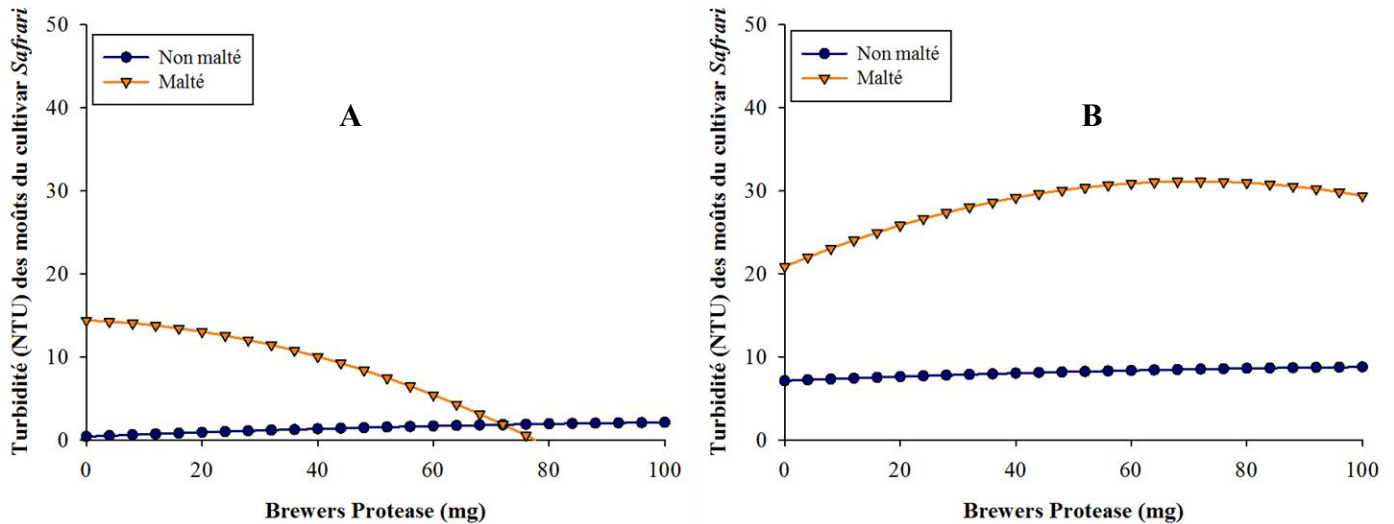 Turbidité (NTU) des moûts du cultivar Safrari
50
40
30
20
10
0
Non malté
Malté
A
0 20 40 60 80 100
Brewers Protease (mg)
Turbidité (NTU) des moûts du cultivar Safrari
50
40
30
20
10
0
Non malté
Malté
B
0 20 40 60 80 100
Brewers Protease (mg)